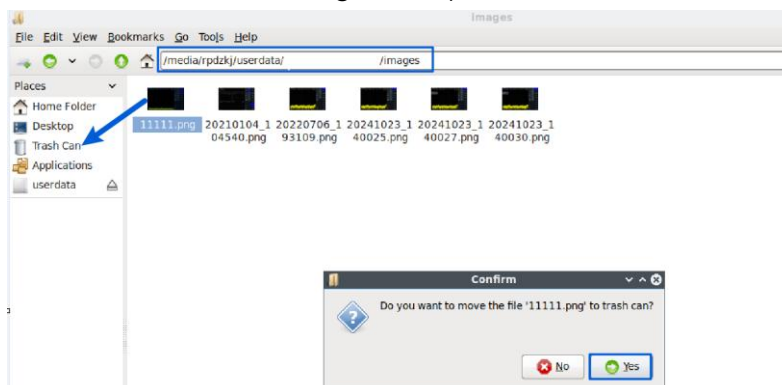 Images
File Edit View Bookmarks Go Tools Help
/media/rpdzkj/userdata/ /images
Places
Home Folder
Desktop
Trash Can
Applications
userdata
11111.png 20210104_1 20220706_1 20241023_1 20241023_1 20241023_1
04540.png 93109.png 40025.png 40027.png 40030.png
Confirm
Do you want to move the file '11111.png' to trash can?
No Yes